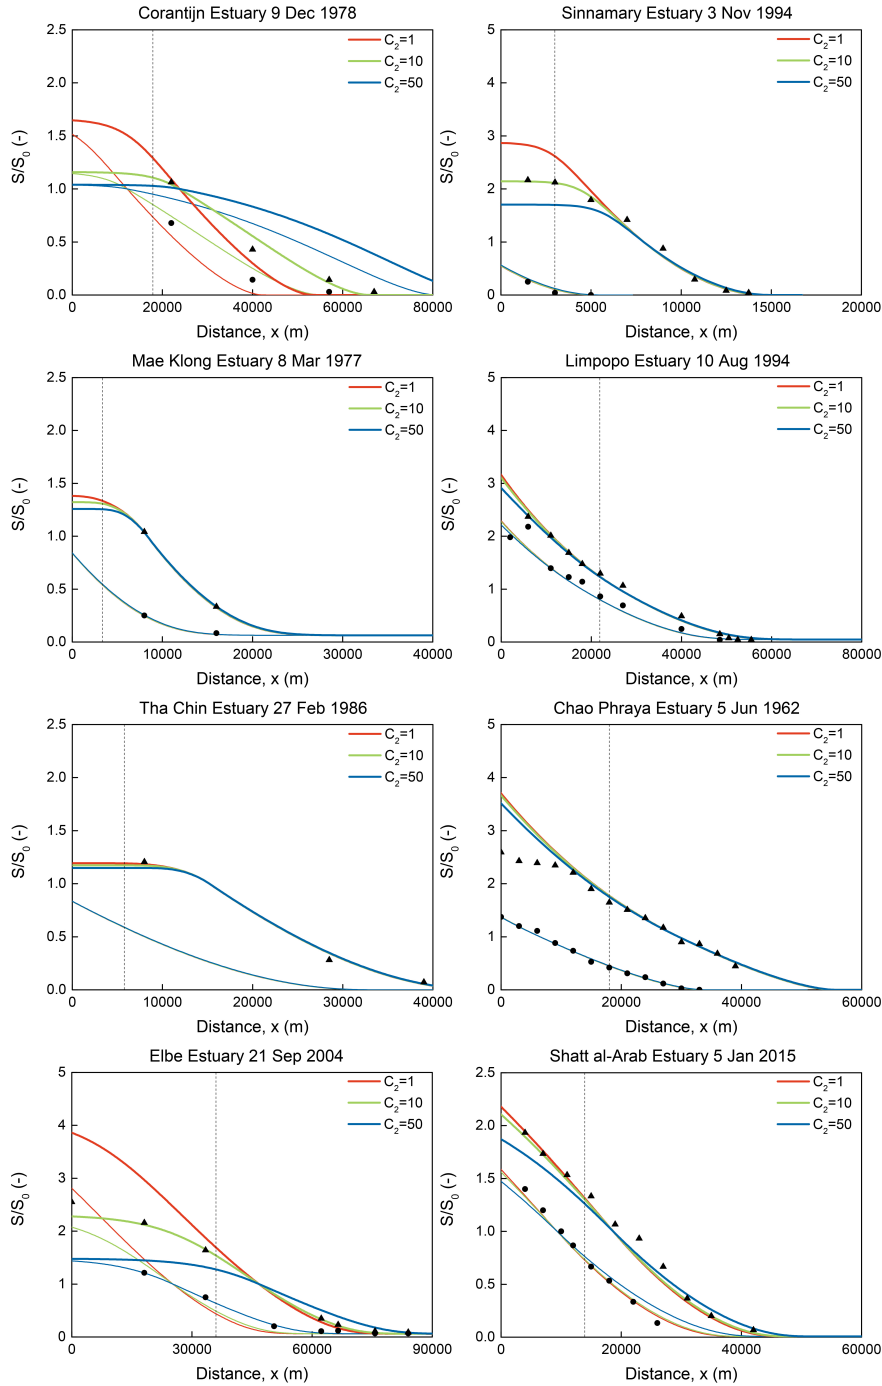 Corantijn Estuary 9 Dec 1978
2.5
2.0
1.5
1.0
0.5
0.0
S/S₀ (-)
C₂=1
C₂=10
C₂=50
0 20000 40000 60000 80000
Distance, x (m)
Sinnamary Estuary 3 Nov 1994
5
4
3
2
1
0
S/S₀ (-)
C₂=1
C₂=10
C₂=50
0 5000 10000 15000 20000
Distance, x (m)
Mae Klong Estuary 8 Mar 1977
2.5
2.0
1.5
1.0
0.5
0.0
S/S₀ (-)
C₂=1
C₂=10
C₂=50
0 10000 20000 30000 40000
Distance, x (m)
Limpopo Estuary 10 Aug 1994
5
4
3
2
1
0
S/S₀ (-)
C₂=1
C₂=10
C₂=50
0 20000 40000 60000 80000
Distance, x (m)
Tha Chin Estuary 27 Feb 1986
2.5
2.0
1.5
1.0
0.5
0.0
S/S₀ (-)
C₂=1
C₂=10
C₂=50
0 10000 20000 30000 40000
Distance, x (m)
Chao Phraya Estuary 5 Jun 1962
5
4
3
2
1
0
S/S₀ (-)
C₂=1
C₂=10
C₂=50
0 20000 40000 60000
Distance, x (m)
Elbe Estuary 21 Sep 2004
5
4
3
2
1
0
S/S₀ (-)
C₂=1
C₂=10
C₂=50
0 30000 60000 90000
Distance, x (m)
Shatt al-Arab Estuary 5 Jan 2015
2.5
2.0
1.5
1.0
0.5
0.0
S/S₀ (-)
C₂=1
C₂=10
C₂=50
0 20000 40000 60000
Distance, x (m)